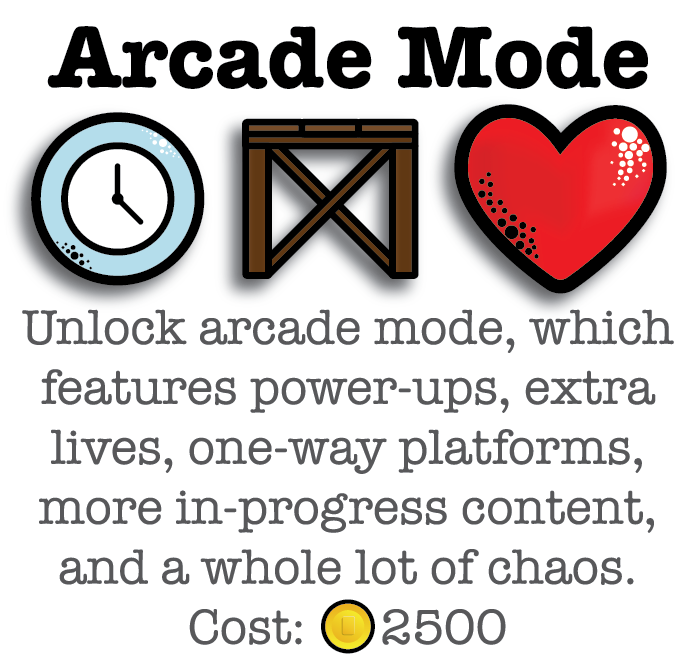 Arcade Mode
Unlock arcade mode, which
features power-ups, extra
lives, one-way platforms,
more in-progress content,
and a whole lot of chaos.
Cost: 2500